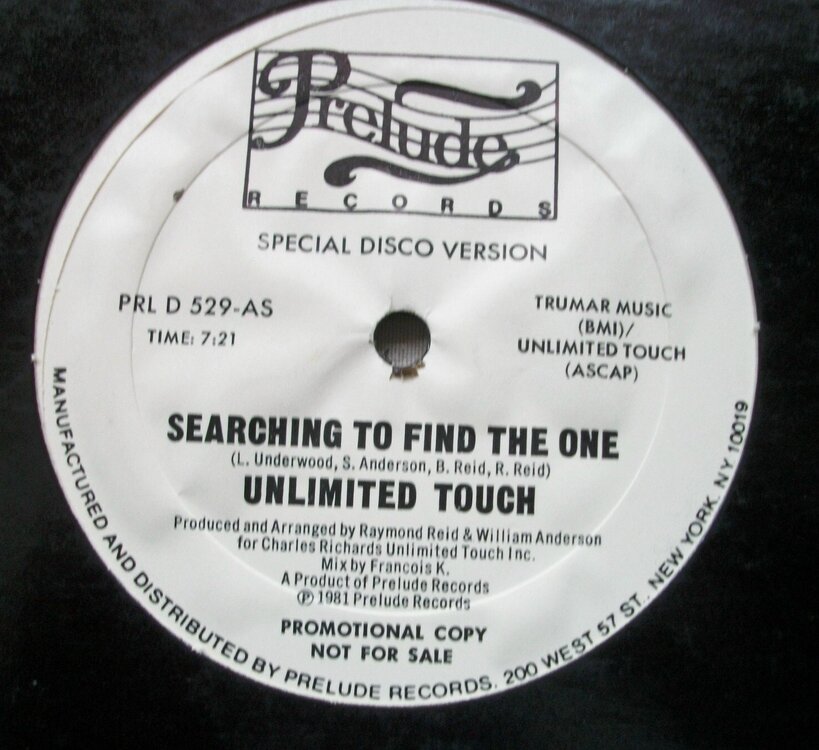 Prelude
RECORDS
SPECIAL DISCO VERSION
PRL D 529-AS
TIME: 7:21
TRUMAR MUSIC
(BMI)/
UNLIMITED TOUCH
(ASCAP)
SEARCHING TO FIND THE ONE
(L. Underwood, S. Anderson, B. Reid, R. Reid)
UNLIMITED TOUCH
Produced and Arranged by Raymond Reid & William Anderson
for Charles Richards Unlimited Touch Inc.
Mix by Francois K.
A Product of Prelude Records
℗ 1981 Prelude Records
PROMOTIONAL COPY
NOT FOR SALE
MANUFACTURED AND DISTRIBUTED BY PRELUDE RECORDS. 200 WEST 57 ST., NEW YORK. NY 10019